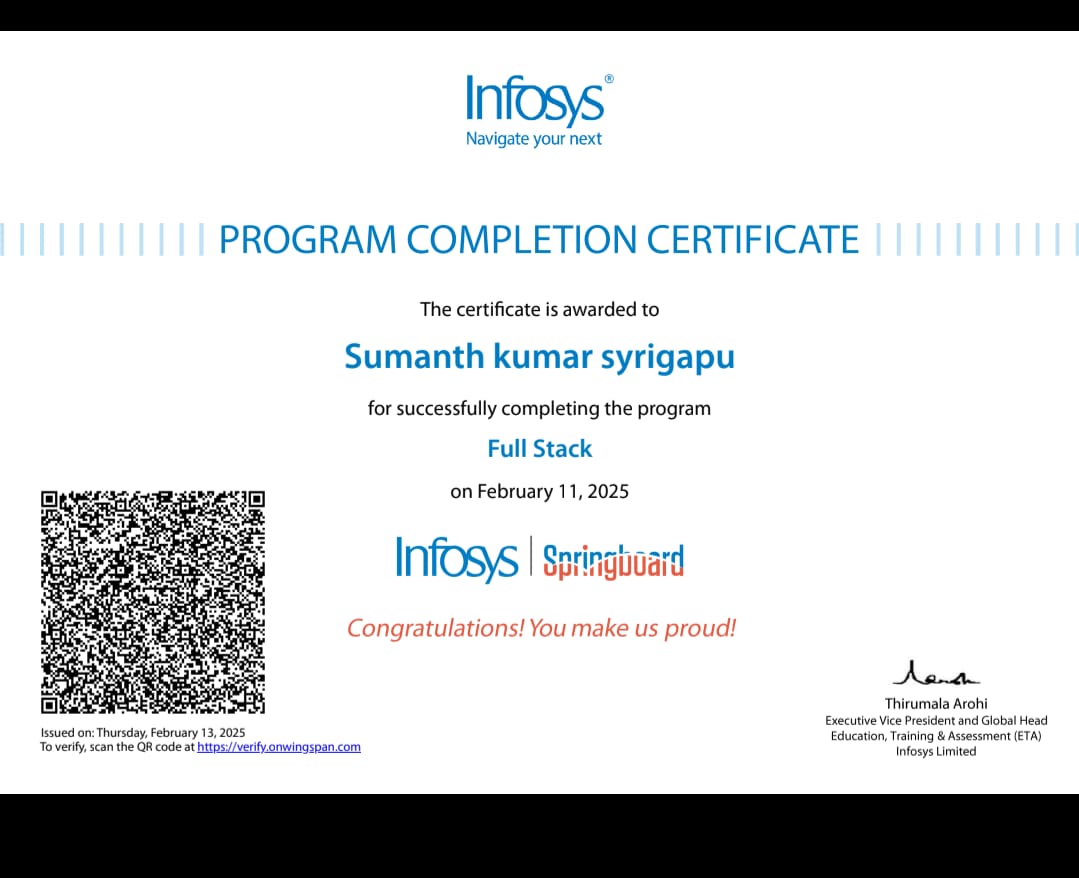 Infosys®
Navigate your next
PROGRAM COMPLETION CERTIFICATE
The certificate is awarded to
Sumanth kumar syrigapu
for successfully completing the program
Full Stack
on February 11, 2025
Infosys | Springboard
Congratulations! You make us proud!
Issued on: Thursday, February 13, 2025
To verify, scan the QR code at https://verify.onwingspan.com
Thirumala Arohi
Executive Vice President and Global Head
Education, Training & Assessment (ETA)
Infosys Limited